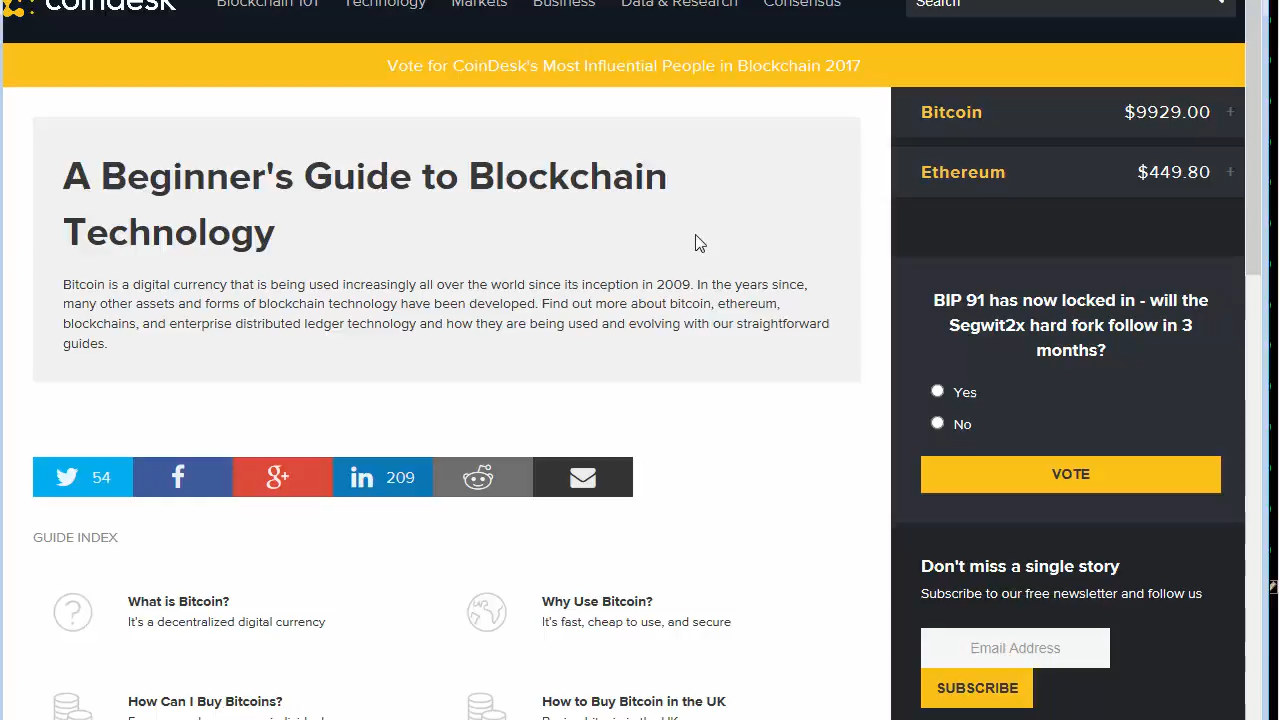 coindesk
Blockchain 101 Technology Markets Business Data & Research Consensus Search
Vote for CoinDesk's Most Influential People in Blockchain 2017
A Beginner's Guide to Blockchain
Technology
Bitcoin is a digital currency that is being used increasingly all over the world since its inception in 2009. In the years since,
many other assets and forms of blockchain technology have been developed. Find out more about bitcoin, ethereum,
blockchains, and enterprise distributed ledger technology and how they are being used and evolving with our straightforward
guides.
54
209
GUIDE INDEX
What is Bitcoin?
It's a decentralized digital currency
Why Use Bitcoin?
It's fast, cheap to use, and secure
How Can I Buy Bitcoins?
How to Buy Bitcoin in the UK
Bitcoin $9929.00 +
Ethereum $449.80 +
BIP 91 has now locked in - will the
Segwit2x hard fork follow in 3
months?
Yes
No
VOTE
Don't miss a single story
Subscribe to our free newsletter and follow us
Email Address
SUBSCRIBE